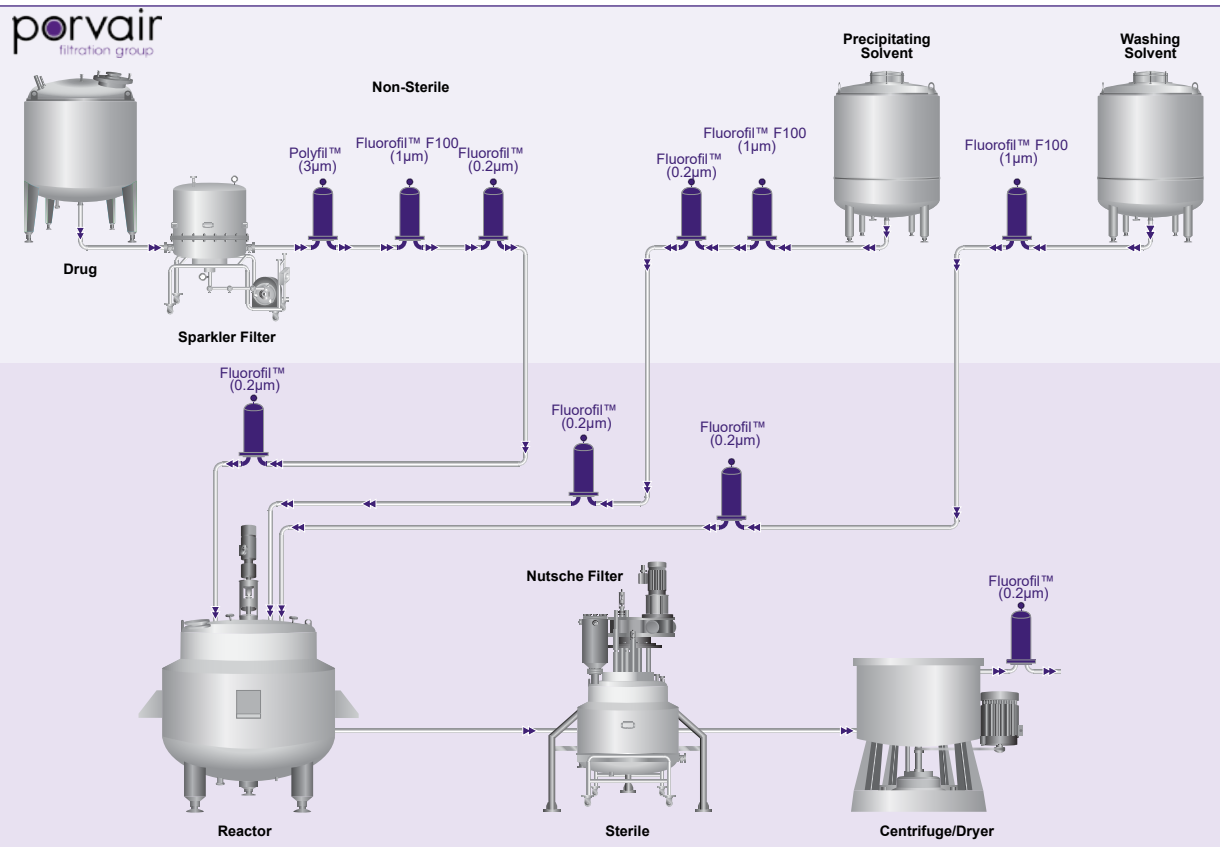 porvair
filtration group
Precipitating
Solvent
Washing
Solvent
Non-Sterile
Polyfil™
(3µm)
Fluorofil™ F100
(1µm)
Fluorofil™
(0.2µm)
Fluorofil™
(0.2µm)
Fluorofil™ F100
(1µm)
Fluorofil™ F100
(1µm)
Drug
Sparkler Filter
Fluorofil™
(0.2µm)
Fluorofil™
(0.2µm)
Fluorofil™
(0.2µm)
Nutsche Filter
Fluorofil™
(0.2µm)
Reactor
Sterile
Centrifuge/Dryer